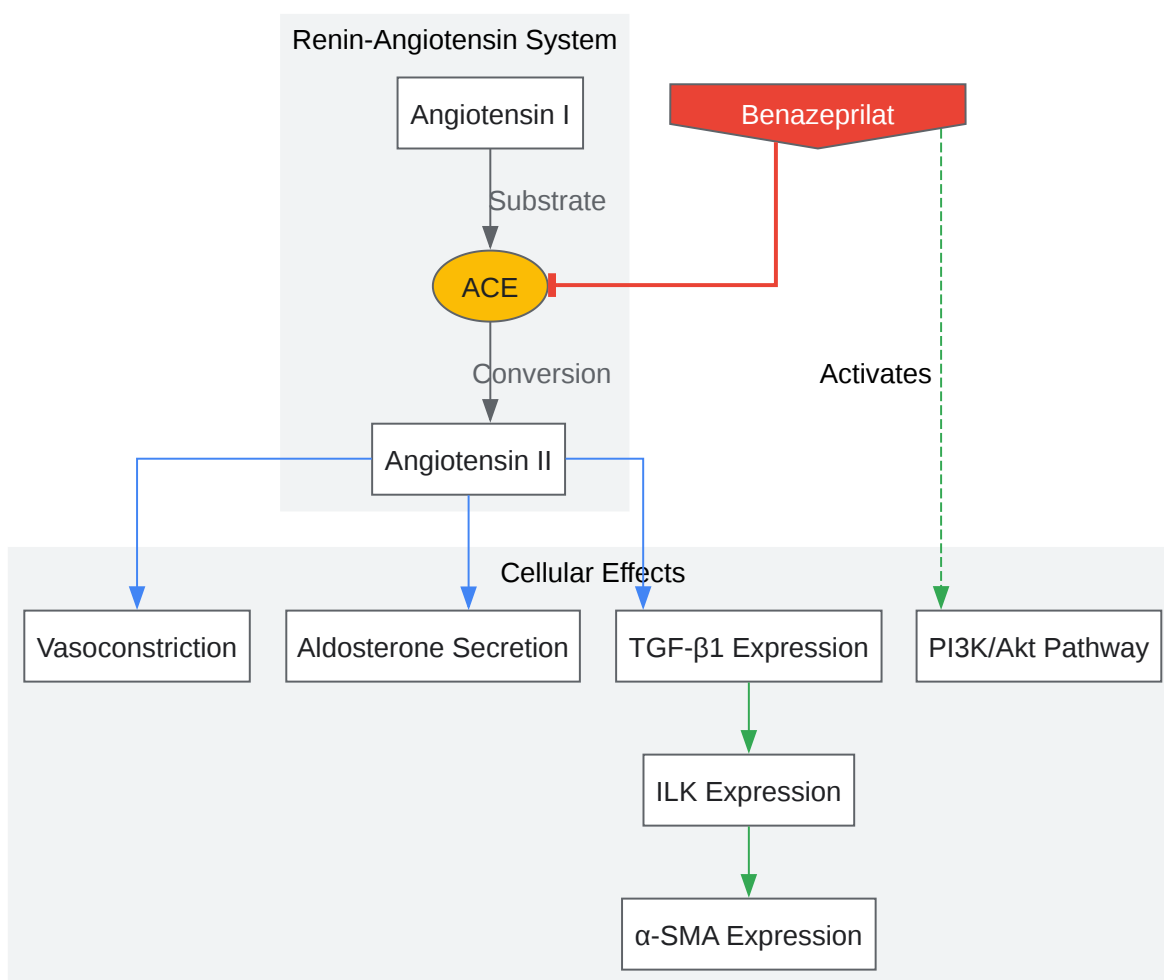 Renin-Angiotensin System
Angiotensin I
Benazeprilat
Substrate
ACE
Conversion
Activates
Angiotensin II
Cellular Effects
Vasoconstriction
Aldosterone Secretion
TGF-β1 Expression
PI3K/Akt Pathway
ILK Expression
α-SMA Expression